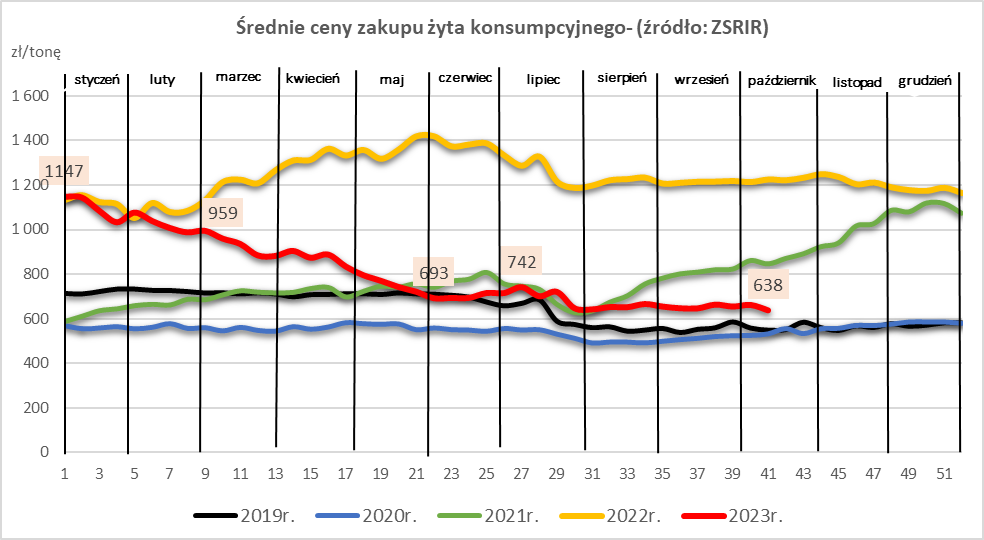 Średnie ceny zakupu żyta konsumpcyjnego- (źródło: ZSRIR)
zł/tonę
styczeń luty marzec kwiecień maj czerwiec lipiec sierpień wrzesień październik listopad grudzień
1 600
1 400
1 200
1 000
800
600
400
200
0
1147
959
693
742
638
1 3 5 7 9 11 13 15 17 19 21 23 25 27 29 31 33 35 37 39 41 43 45 47 49 51
2019r. 2020r. 2021r. 2022r. 2023r.